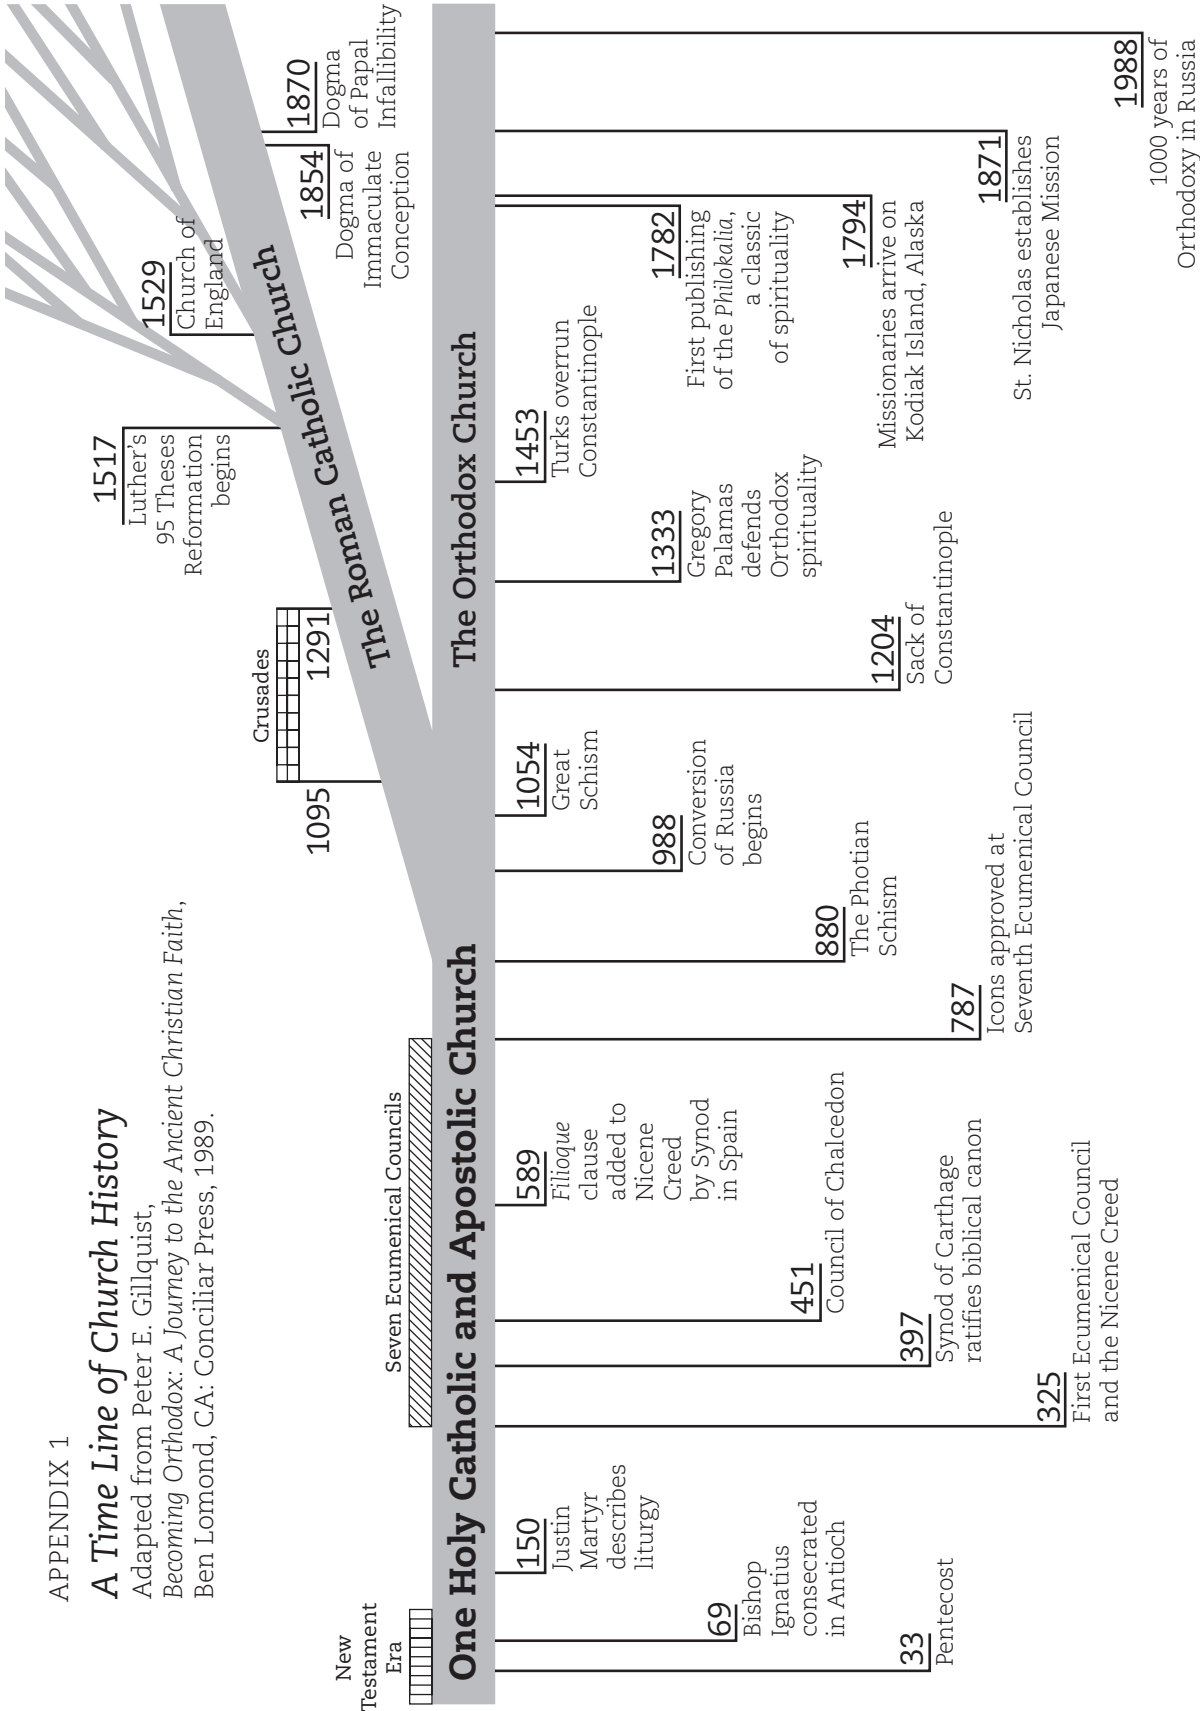 APPENDIX 1
A Time Line of Church History
Adapted from Peter E. Gillquist,
Becoming Orthodox: A Journey to the Ancient Christian Faith,
Ben Lomond, CA: Conciliar Press, 1989.
New
Testament
Era
Seven Ecumenical Councils
1095
Crusades
1291
1517
Luther's
95 Theses
Reformation
begins
1529
Church of
England
1854
Dogma of
Immaculate
Conception
1870
Dogma
of Papal
Infallibility
The Roman Catholic Church
One Holy Catholic and Apostolic Church
The Orthodox Church
33
Pentecost
69
Bishop
Ignatius
consecrated
in Antioch
150
Justin
Martyr
describes
liturgy
325
First Ecumenical Council
and the Nicene Creed
397
Synod of Carthage
ratifies biblical canon
451
Council of Chalcedon
589
Filioque
clause
added to
Nicene
Creed
by Synod
in Spain
787
Icons approved at
Seventh Ecumenical Council
880
The Photian
Schism
988
Conversion
of Russia
begins
1054
Great
Schism
1204
Sack of
Constantinople
1333
Gregory
Palamas
defends
Orthodox
spirituality
1453
Turks overrun
Constantinople
1782
First publishing
of the Philokalia,
a classic
of spirituality
1794
Missionaries arrive on
Kodiak Island, Alaska
1871
St. Nicholas establishes
Japanese Mission
1988
1000 years of
Orthodoxy in Russia